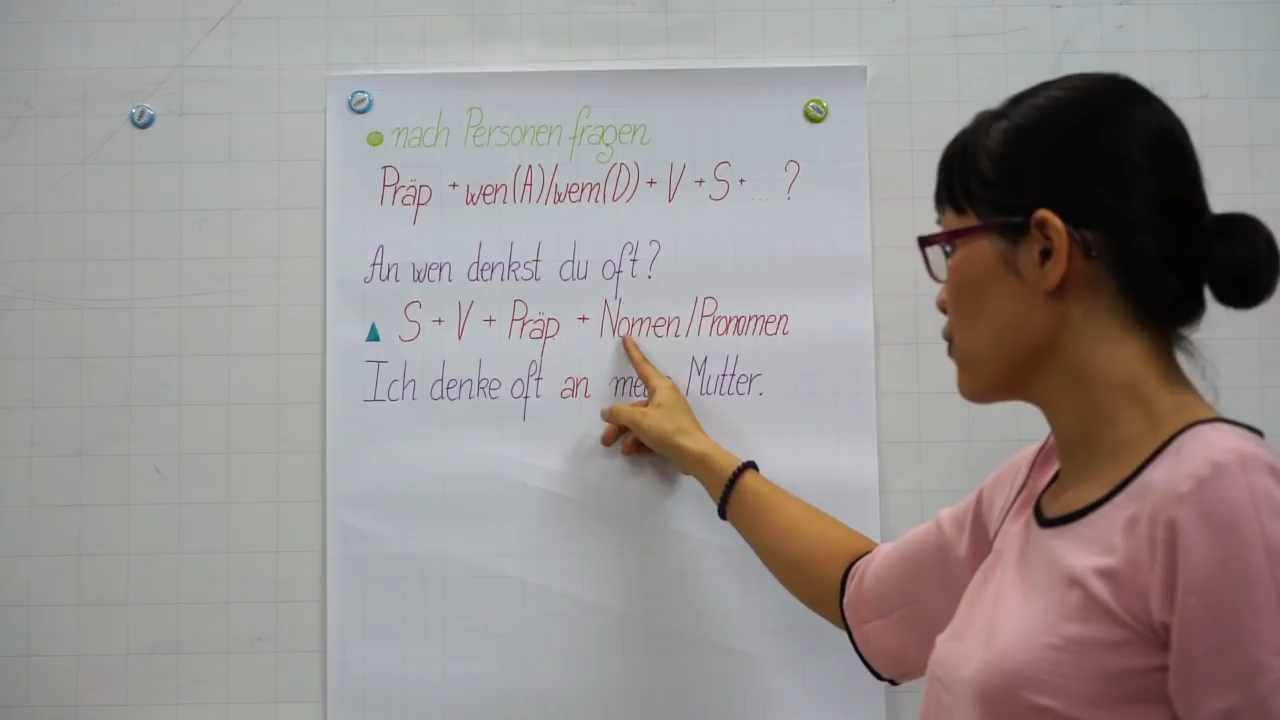 nach Personen fragen
Präp + wen(A)/wem(D) + V + S + ... ?
An wen denkst du oft?
S + V + Präp + Nomen/Pronomen
Ich denke oft an Mutter.